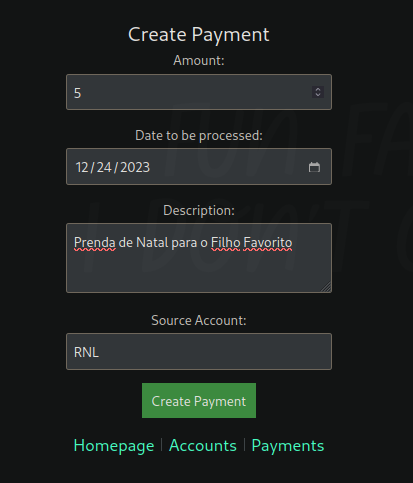 Create Payment
Amount:
5
Date to be processed:
12/24/2023
Description:
Prenda de Natal para o Filho Favorito
Source Account:
RNL
Create Payment
Homepage | Accounts | Payments